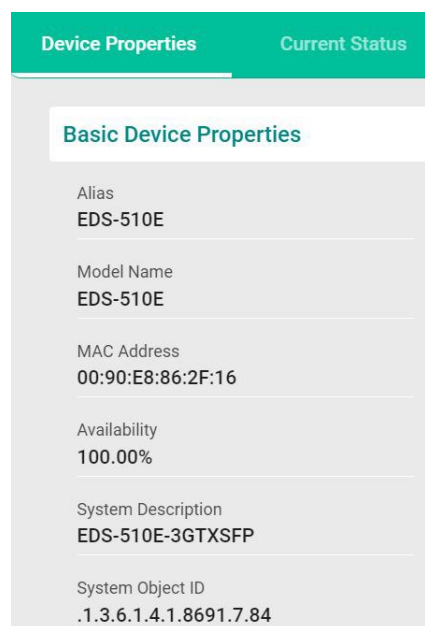 Device Properties Current Status
Basic Device Properties
Alias
EDS-510E
Model Name
EDS-510E
MAC Address
00:90:E8:86:2F:16
Availability
100.00%
System Description
EDS-510E-3GTXSFP
System Object ID
.1.3.6.1.4.1.8691.7.84